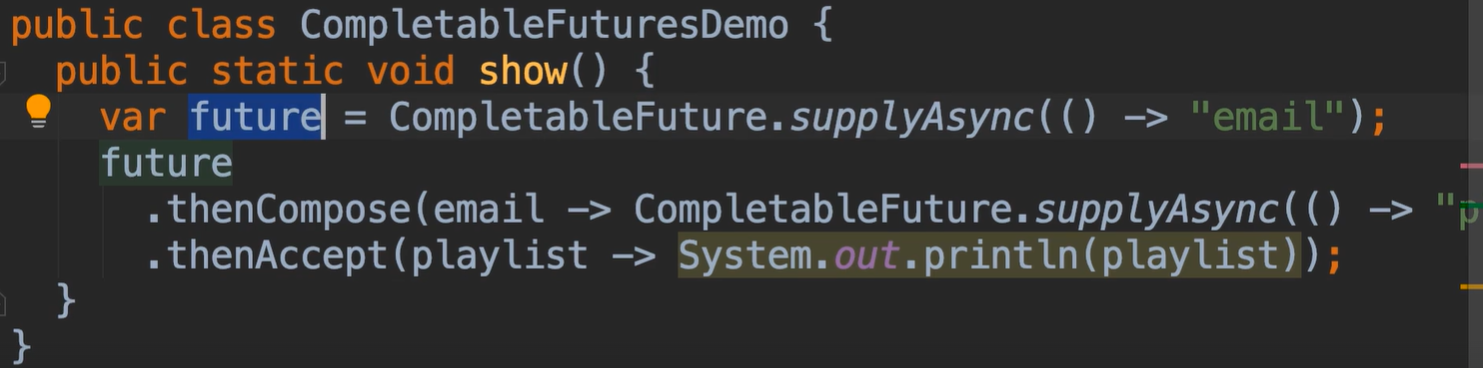 public class CompletableFuturesDemo {
public static void show() {
var future = CompletableFuture.supplyAsync(() -> "email");
future
.thenCompose(email -> CompletableFuture.supplyAsync(() -> "p
.thenAccept(playlist -> System.out.println(playlist));
}
}